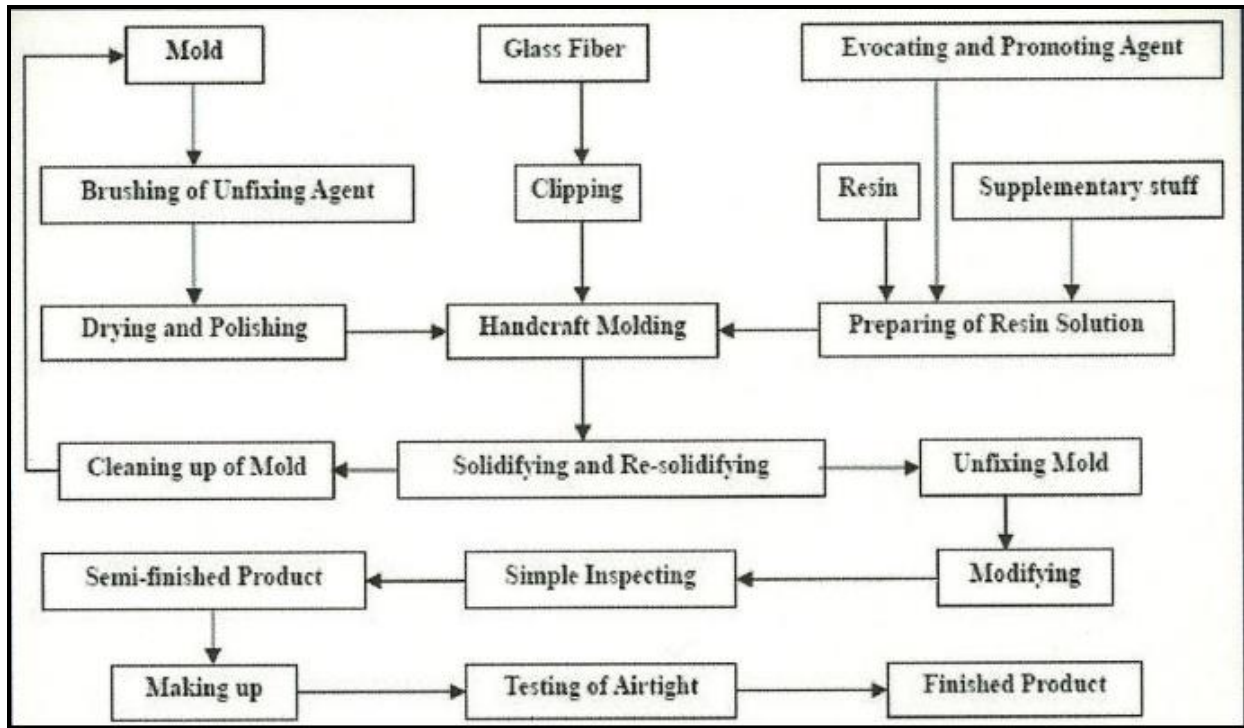 Mold
Glass Fiber
Evocating and Promoting Agent
Brushing of Unfixing Agent
Clipping
Resin
Supplementary stuff
Drying and Polishing
Handcraft Molding
Preparing of Resin Solution
Cleaning up of Mold
Solidifying and Re-solidifying
Unfixing Mold
Semi-finished Product
Simple Inspecting
Modifying
Making up
Testing of Airtight
Finished Product